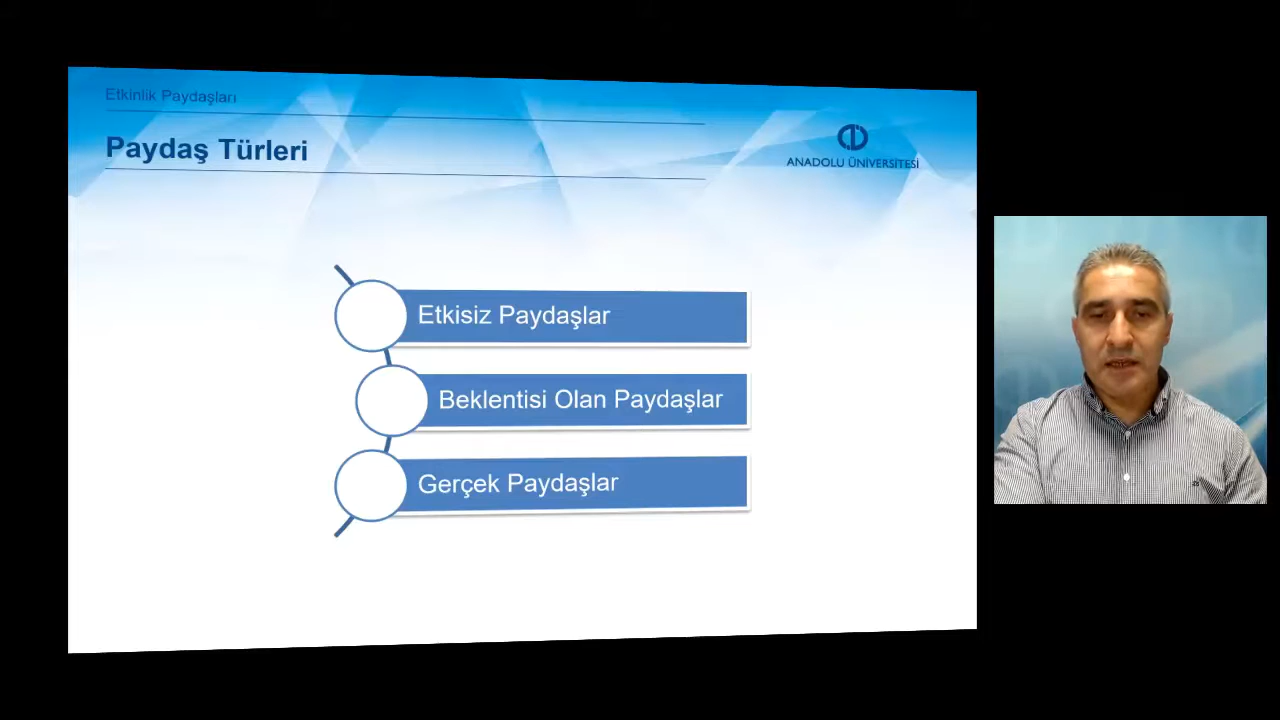 Etkinlik Paydaşları
Paydaş Türleri
ANADOLU ÜNİVERSİTESİ
Etkisiz Paydaşlar
Beklentisi Olan Paydaşlar
Gerçek Paydaşlar